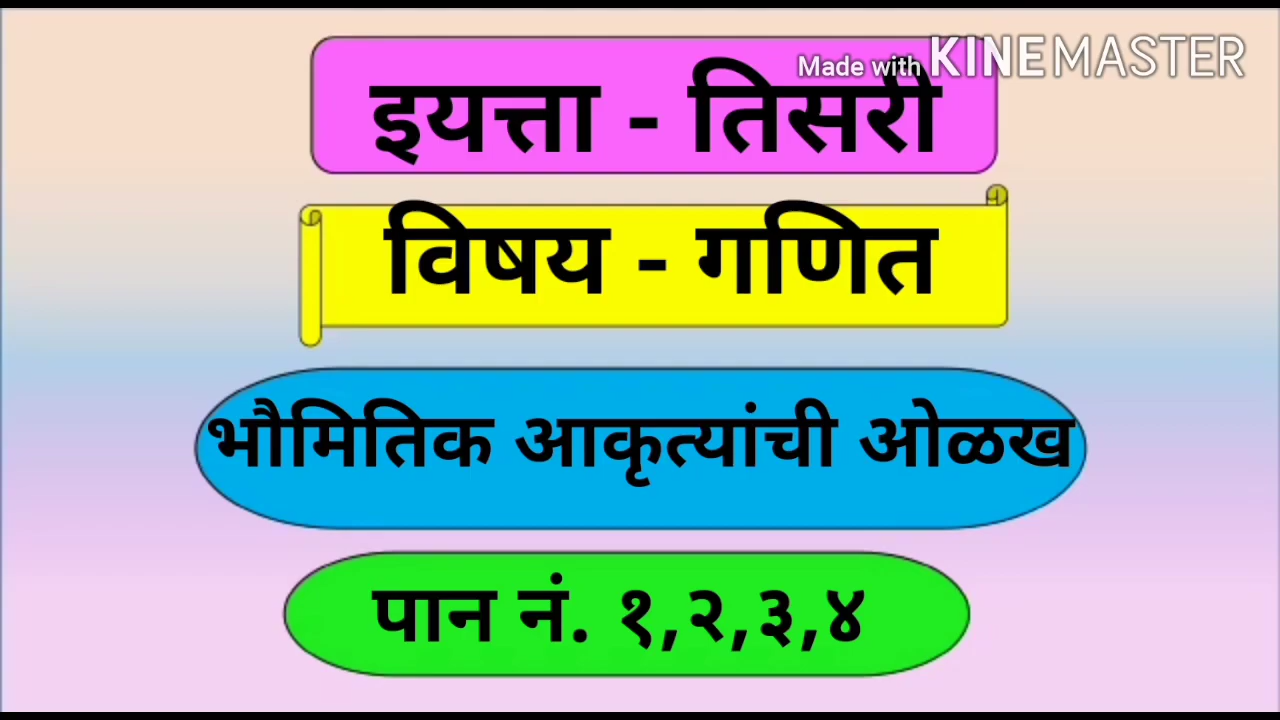 Made with KINEMASTER
इयत्ता - तिसरी
विषय - गणित
भौमितिक आकृत्यांची ओळख
पान नं. १,२,३,४